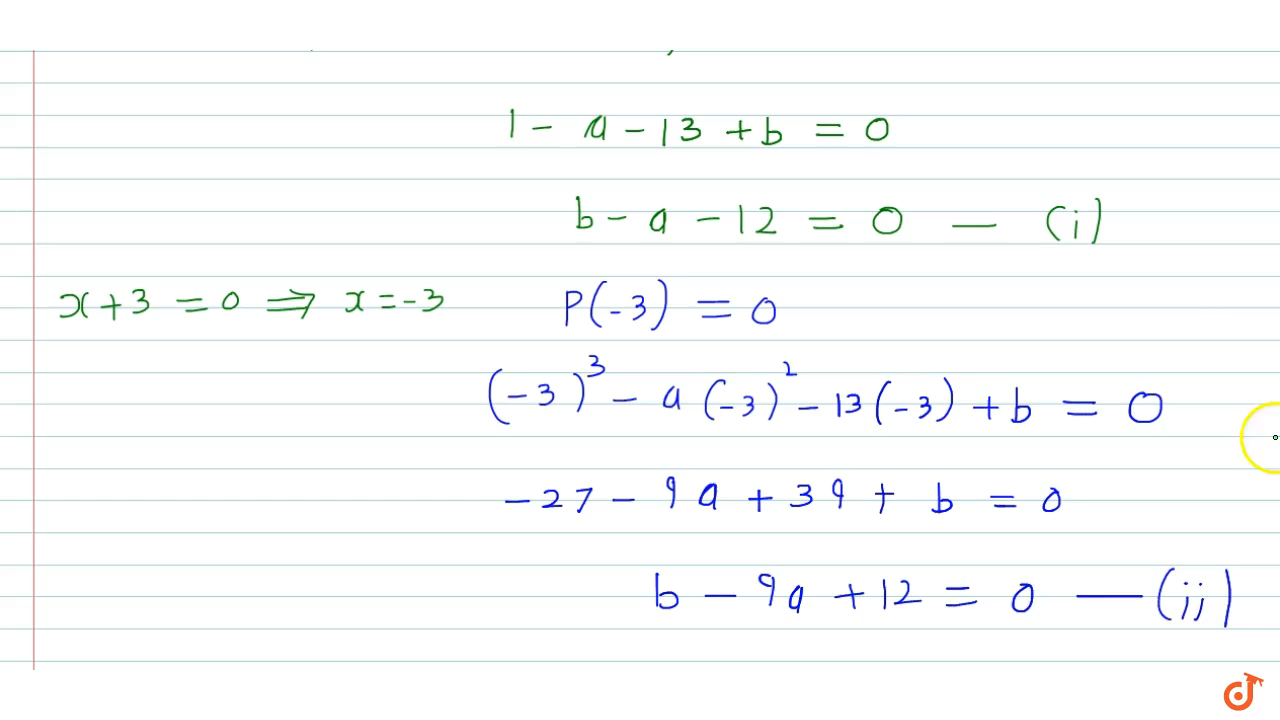 1 - a - 13 + b = 0
b - a - 12 = 0 — (i)
x + 3 = 0 ⇒ x = -3 P(-3) = 0
(-3)³ - a(-3)² - 13(-3) + b = 0
-27 - 9a + 39 + b = 0
b - 9a + 12 = 0 — (ii)